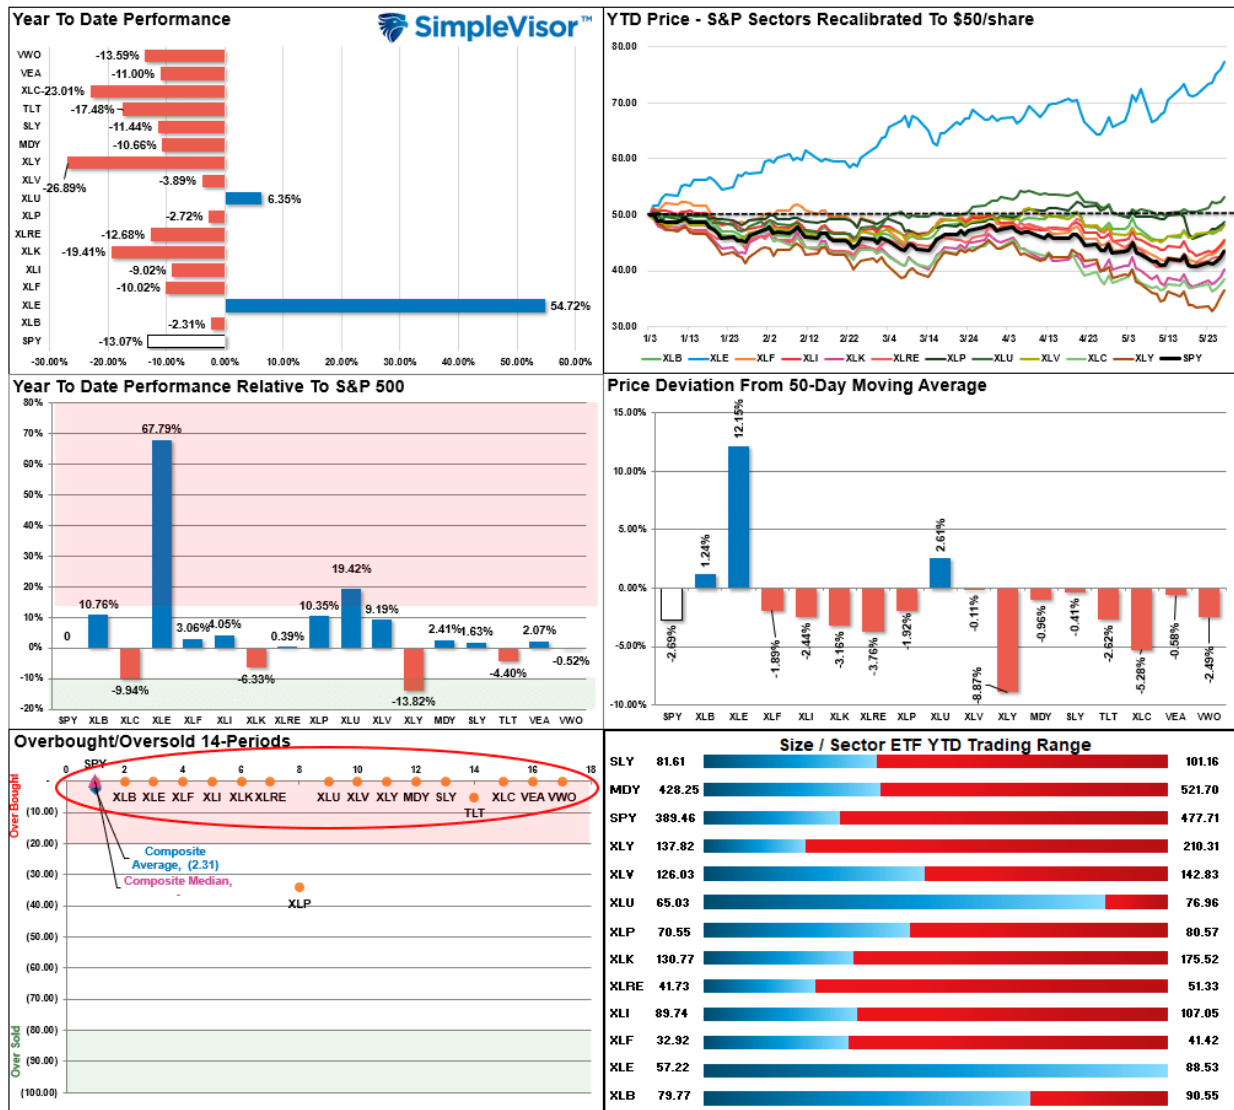 Year To Date Performance
SimpleVisor™
VWO -13.59%
VEA -11.00%
XLC -23.01%
TLT -17.48%
SLY -11.44%
MDY -10.66%
XLY
-26.89%
XLV -3.89%
XLU 6.35%
XLP -2.72%
XLRE -12.68%
XLK -19.41%
XLI -9.02%
XLF -10.02%
XLE 54.72%
XLB -2.31%
SPY -13.07%
-30.00% -20.00% -10.00% 0.00% 10.00% 20.00% 30.00% 40.00% 50.00% 60.00%
YTD Price - S&P Sectors Recalibrated To $50/share
80.00
70.00
60.00
50.00
40.00
30.00
1/3 1/13 1/23 2/2 2/12 2/22 3/4 3/14 3/24 4/3 4/13 4/23 5/3 5/13 5/23
XLB XLE XLF XLI XLK XLRE XLP XLU XLV XLC XLY SPY
Year To Date Performance Relative To S&P 500
80%
70%
60%
50%
40%
30%
20%
10%
0%
-10%
-20%
0 10.76% -9.94% 67.79% 3.06% 4.05% -6.33% 0.39% 10.35% 19.42% 9.19% -13.82% 2.41% 1.63% -4.40% 2.07% -0.52%
SPY XLB XLC XLE XLF XLI XLK XLRE XLP XLU XLV XLY MDY SLY TLT VEA VWO
Price Deviation From 50-Day Moving Average
15.00%
10.00%
5.00%
0.00%
-5.00%
-10.00%
-2.69% 1.24% 12.15% -1.89% -2.44% -3.16% -3.76% -1.92% 2.61% -0.11% -8.87% -0.96% -0.41% -2.62% -5.28% -0.58% -2.49%
SPY XLB XLE XLF XLI XLK XLRE XLP XLU XLV XLY MDY SLY TLT XLC VEA VWO
Overbought/Oversold 14-Periods
SPY
0 2 4 6 8 10 12 14 16 18
-
(10.00)
(20.00)
(30.00)
(40.00)
(50.00)
(60.00)
(70.00)
(80.00)
(90.00)
(100.00)
Over Bought
Over Sold
XLB XLE XLF XLI XLK XLRE XLU XLV XLY MDY SLY XLC VEA VWO
TLT
Composite
Average, (2.31)
Composite Median,
-
XLP
Size / Sector ETF YTD Trading Range
SLY 81.61 101.16
MDY 428.25 521.70
SPY 389.46 477.71
XLY 137.82 210.31
XLV 126.03 142.83
XLU 65.03 76.96
XLP 70.55 80.57
XLK 130.77 175.52
XLRE 41.73 51.33
XLI 89.74 107.05
XLF 32.92 41.42
XLE 57.22 88.53
XLB 79.77 90.55